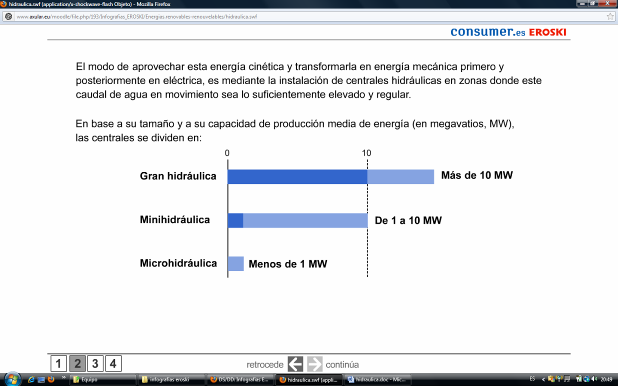 hidraulica.swf (application/x-shockwave-flash Objeto) - Mozilla Firefox
www.axular.eu/moodle/file.php/193/Infografias_EROSKI/Energias.renovables-renouvelables/hidraulica.swf
consumer.es EROSKI
El modo de aprovechar esta energía cinética y transformarla en energía mecánica primero y
posteriormente en eléctrica, es mediante la instalación de centrales hidráulicas en zonas donde este
caudal de agua en movimiento sea lo suficientemente elevado y regular.
En base a su tamaño y a su capacidad de producción media de energía (en megavatios, MW),
las centrales se dividen en:
0 10
Gran hidráulica Más de 10 MW
Minihidráulica De 1 a 10 MW
Microhidráulica Menos de 1 MW
1 2 3 4 retrocede continúa
Equipo infografias eroski DS/DD: Infografías E... hidraulica.swf (appli... hidraulica.doc - Mic... ES 20:49